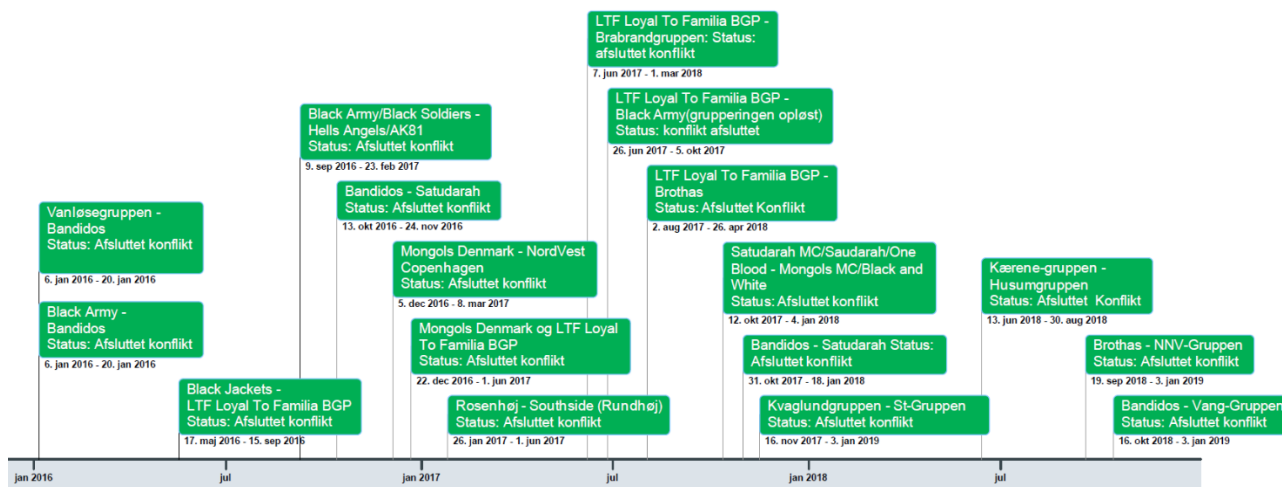 LTF Loyal To Familia BGP -
Brabrandgruppen: Status:
afsluttet konflikt
7. jun 2017 - 1. mar 2018
LTF Loyal To Familia BGP -
Black Army(grupperingen opløst)
Status: konflikt afsluttet
26. jun 2017 - 5. okt 2017
Black Army/Black Soldiers -
Hells Angels/AK81
Status: Afsluttet konflikt
9. sep 2016 - 23. feb 2017
LTF Loyal To Familia BGP -
Brothas
Status: Afsluttet Konflikt
2. aug 2017 - 26. apr 2018
Bandidos - Satudarah
Status: Afsluttet konflikt
13. okt 2016 - 24. nov 2016
Vanløsegruppen -
Bandidos
Status: Afsluttet konflikt
6. jan 2016 - 20. jan 2016
Mongols Denmark - NordVest
Copenhagen
Status: Afsluttet konflikt
5. dec 2016 - 8. mar 2017
Satudarah MC/Saudarah/One
Blood - Mongols MC/Black and
White
Status: Afsluttet konflikt
12. okt 2017 - 4. jan 2018
Kærene-gruppen -
Husumgruppen
Status: Afsluttet Konflikt
13. jun 2018 - 30. aug 2018
Black Army -
Bandidos
Status: Afsluttet konflikt
6. jan 2016 - 20. jan 2016
Mongols Denmark og LTF Loyal
To Familia BGP
Status: Afsluttet konflikt
22. dec 2016 - 1. jun 2017
Bandidos - Satudarah Status:
Afsluttet konflikt
31. okt 2017 - 18. jan 2018
Brothas - NNV-Gruppen
Status: Afsluttet konflikt
19. sep 2018 - 3. jan 2019
Black Jackets -
LTF Loyal To Familia BGP
Status: Afsluttet konflikt
17. maj 2016 - 15. sep 2016
Rosenhøj - Southside (Rundhøj)
Status: Afsluttet konflikt
26. jan 2017 - 1. jun 2017
Kvaglundgruppen - St-Gruppen
Status: Afsluttet konflikt
16. nov 2017 - 3. jan 2019
Bandidos - Vang-Gruppen
Status: Afsluttet konflikt
16. okt 2018 - 3. jan 2019
jan 2016 jul jan 2017 jul jan 2018 jul